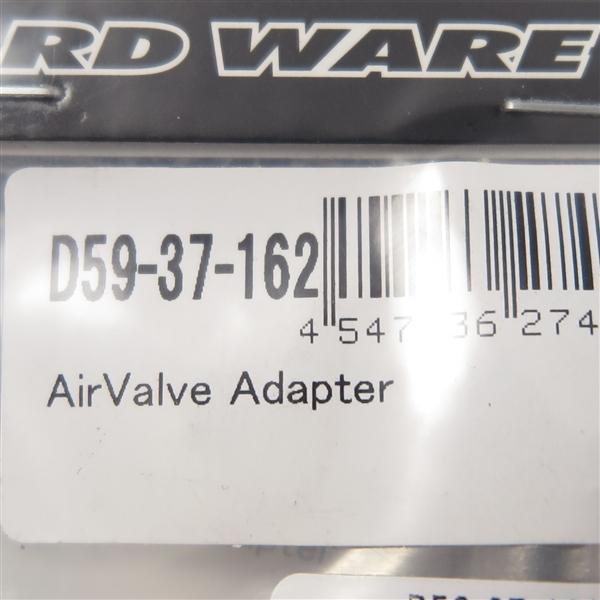 RD WARE
D59-37-162
4 547 36 274
AirValve Adapter